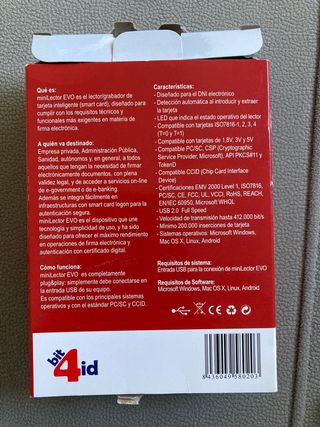 Qué es:
miniLector EVO es el lector/grabador de
tarjeta inteligente (smart card), diseñado para
cumplir con los requisitos técnicos y
funcionales más exigentes en materia de
firma electrónica.
A quién va destinado:
Empresa privada, Administración Pública,
Sanidad, autónomos y, en general, a todos
aquellos que tengan la necesidad de firmar
electrónicamente documentos, con plena
validez legal, y de acceder a servicios on-line
de e-government o de e-banking.
Además se integra fácilmente en
infraestructuras con smart card logon para la
autenticación segura.
miniLector EVO es el dispositivo que une
tecnología y simplicidad de uso, y ha sido
diseñado para ofrecer el máximo rendimiento
en operaciones de firma electrónica y
autenticación con certificado digital.
Cómo funciona:
miniLector EVO es completamente
plug&play: simplemente debe conectarse en
la entrada USB de su equipo.
Es compatible con los principales sistemas
operativos y con el estándar PC/SC y CCID.
Características:
- Diseñado para el DNI electrónico
- Detección automática al introducir y extraer
la tarjeta
- LED que indica el estado operativo del lector
- Compatible con tarjetas ISO7816-1, 2, 3, 4
(T=0 y T=1)
- Compatible con tarjetas de 1,8V, 3V y 5V
- Compatible PC/SC, CSP (Cryptographic
Service Provider, Microsoft), API PKCS#11 y
TokenD
- Compatible CCID (Chip Card Interface
Device)
- Certificaciones EMV 2000 Level 1, ISO7816,
PC/SC, CE, FCC, UL, VCCI, RoHS, REACH,
EN/IEC 60950, Microsoft WHQL
- USB 2.0 Full Speed
- Velocidad de transmisión hasta 412.000 bit/s
- Mínimo 200.000 inserciones de tarjeta
- Sistemas operativos: Microsoft Windows,
Mac OS X, Linux, Android
Requisitos de sistema:
Entrada USB para la conexión de miniLector EVO
Requisitos de Software:
Microsoft Windows, Mac OS X, Linux, Android
CE
bit
4id
8 436049 580203